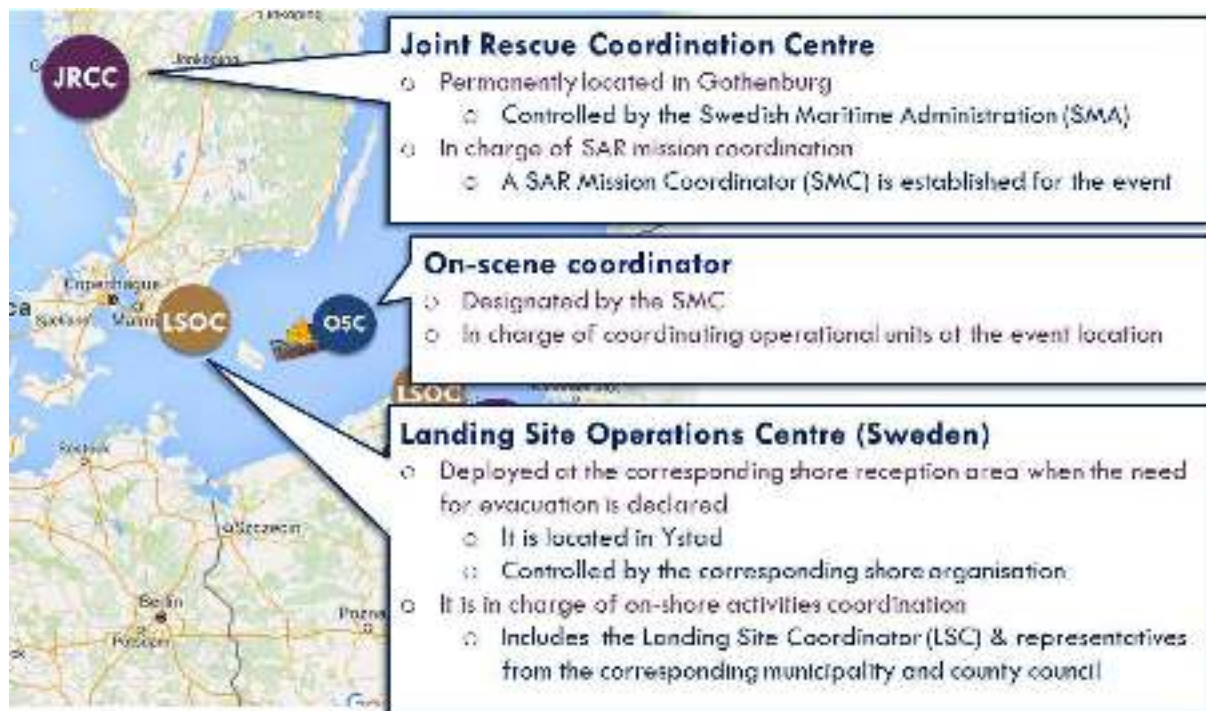 JRCC
Joint Rescue Coordination Centre
Permanently located in Gothenburg
Controlled by the Swedish Maritime Administration (SMA)
In charge of SAR mission coordination
A SAR Mission Coordinator (SMC) is established for the event
On-scene coordinator
Designated by the SMC
In charge of coordinating operational units at the event location
Copenhague
LSOC
OSC
LSOC
Landing Site Operations Centre (Sweden)
Deployed at the corresponding shore reception area when the need
for evacuation is declared
It is located in Ystad
Controlled by the corresponding shore organisation
It is in charge of on-shore activities coordination
Includes the Landing Site Coordinator (LSC) & representatives
from the corresponding municipality and county council
Rostock
Szczecin
Berlin
Potsdam